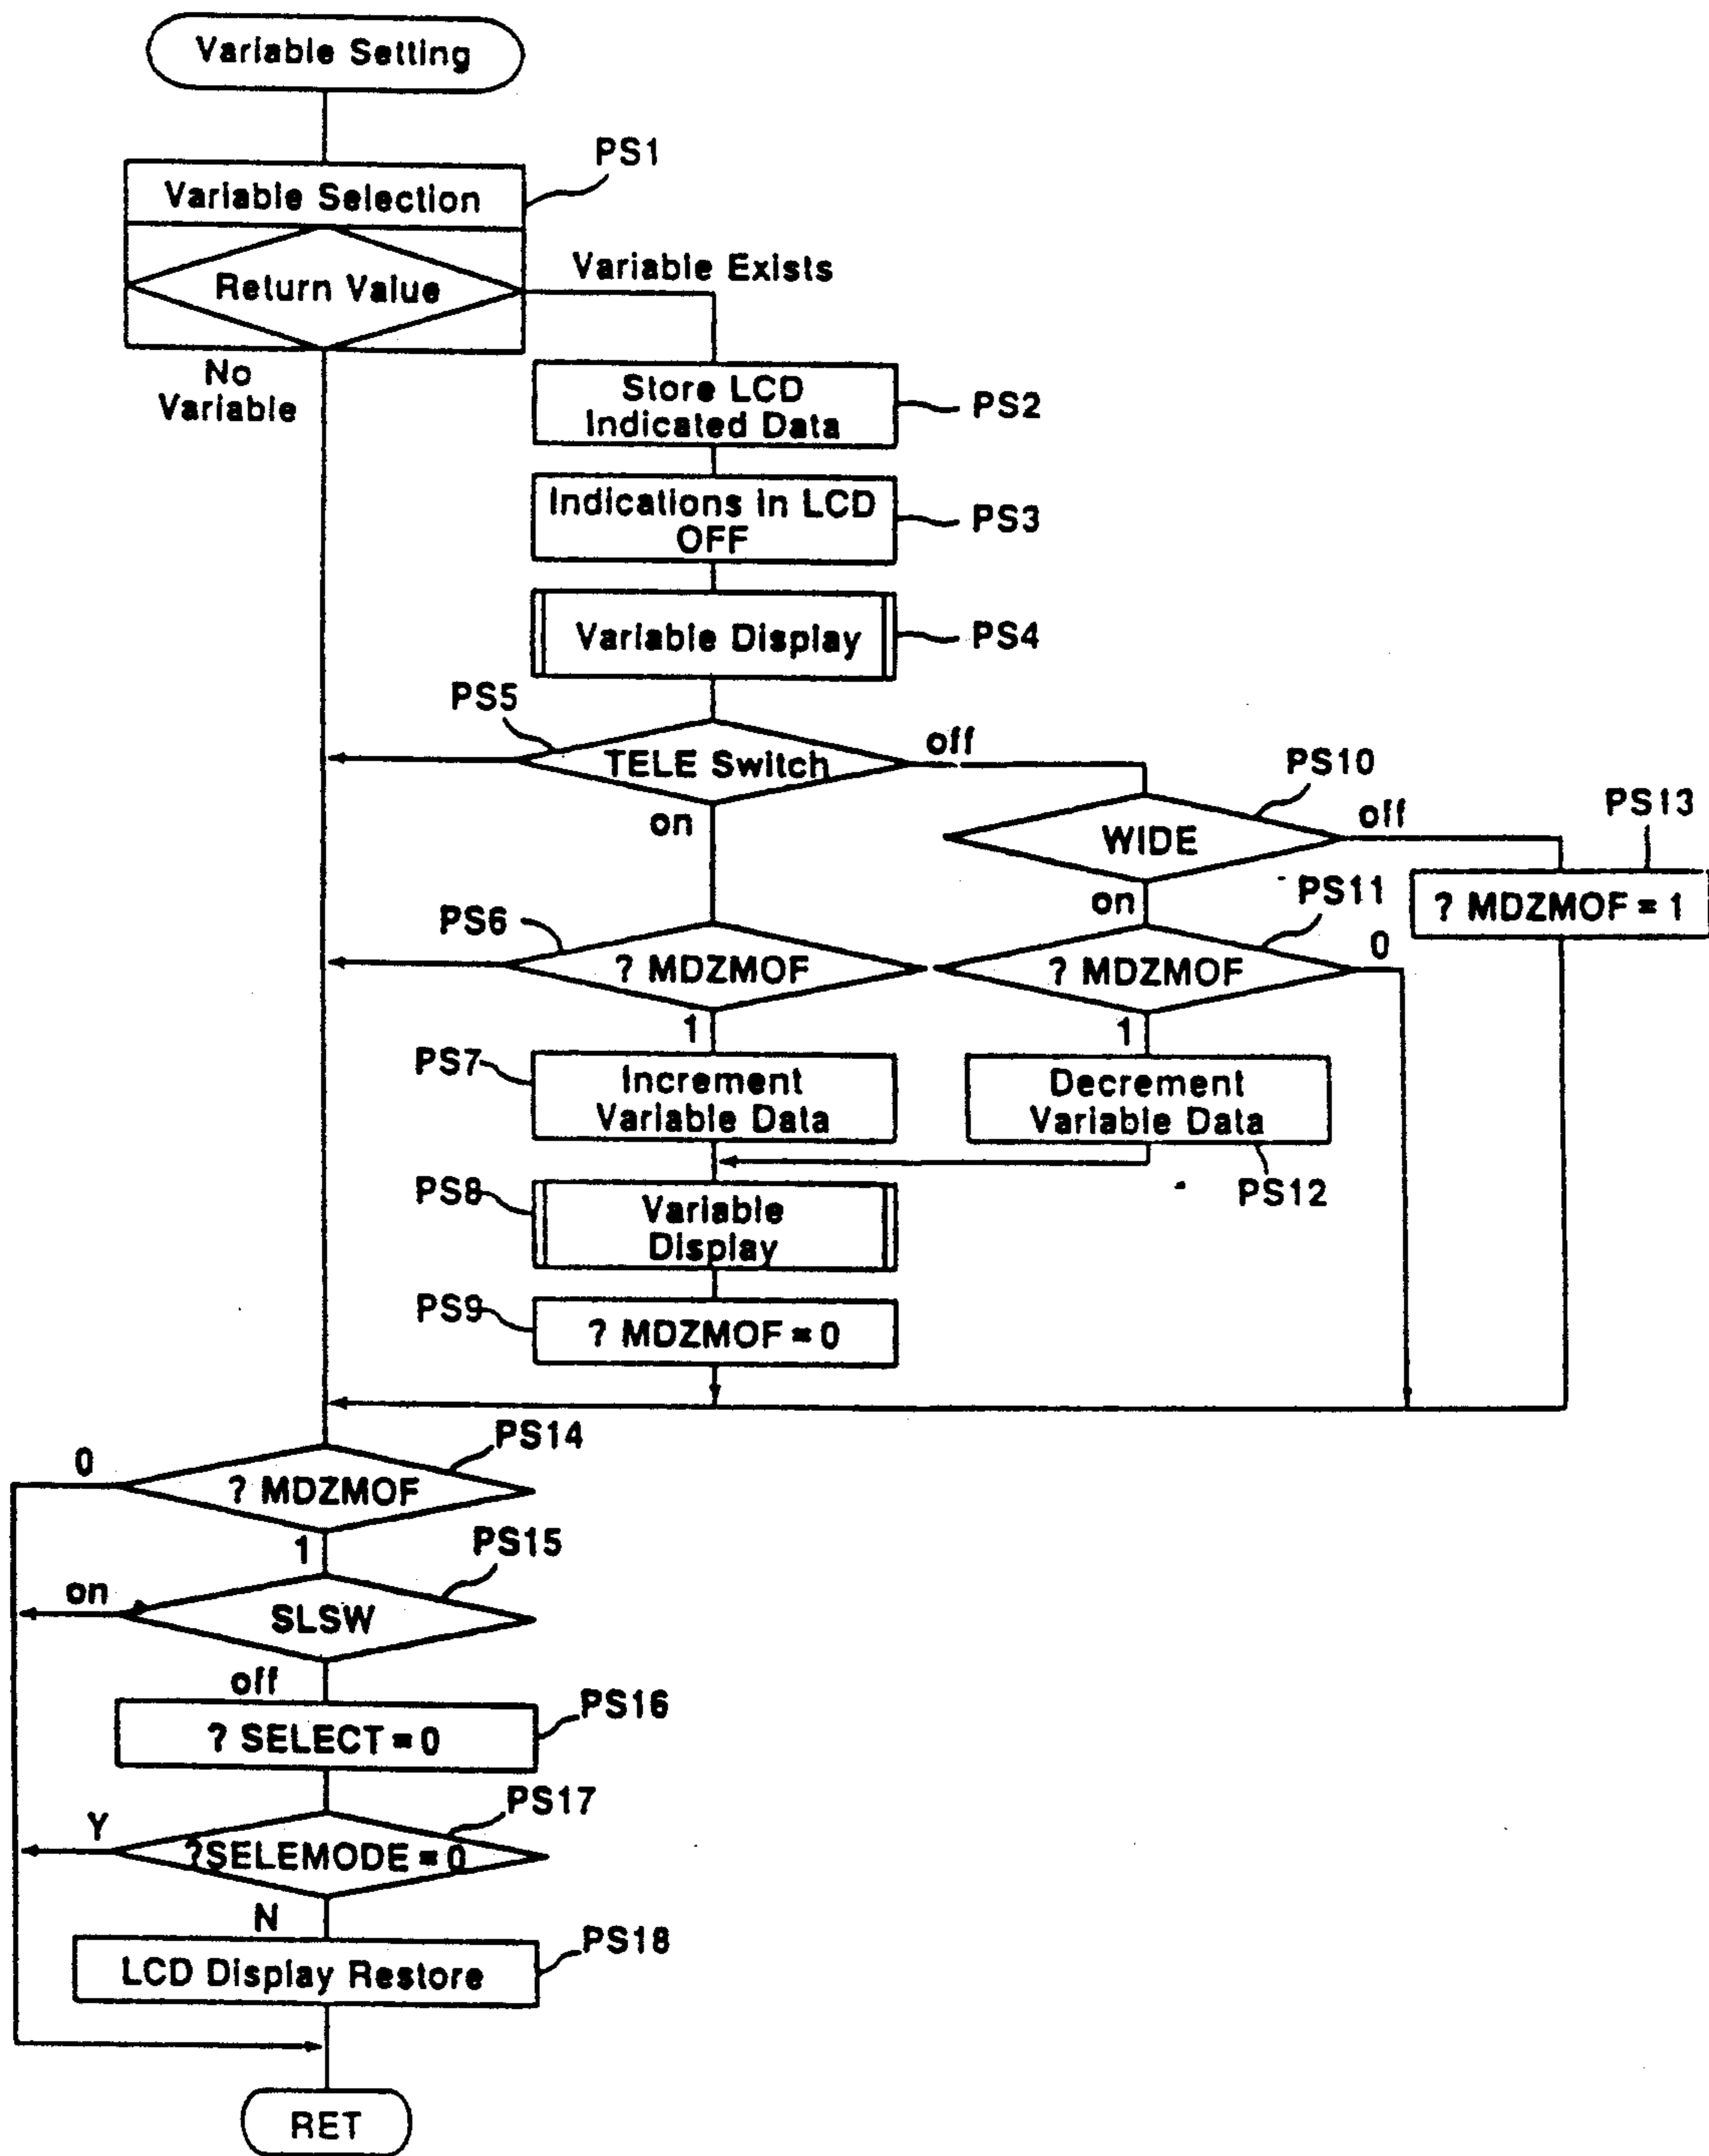 Variable Setting
PS1
Variable Selection
Return Value
Variable Exists
No
Variable
Store LCD
Indicated Data
PS2
Indications in LCD
OFF
PS3
Variable Display
PS4
PS5
TELE Switch
off
on
PS10
WIDE
off
on
PS13
? MDZMOF = 1
PS6
? MDZMOF
1
PS11
? MDZMOF
0
1
PS7
Increment
Variable Data
Decrement
Variable Data
PS12
PS8
Variable
Display
PS9
? MDZMOF = 0
PS14
0
? MDZMOF
1
PS15
on
SLSW
off
PS16
? SELECT = 0
PS17
Y
?SELEMODE = 0
N
PS18
LCD Display Restore
RET